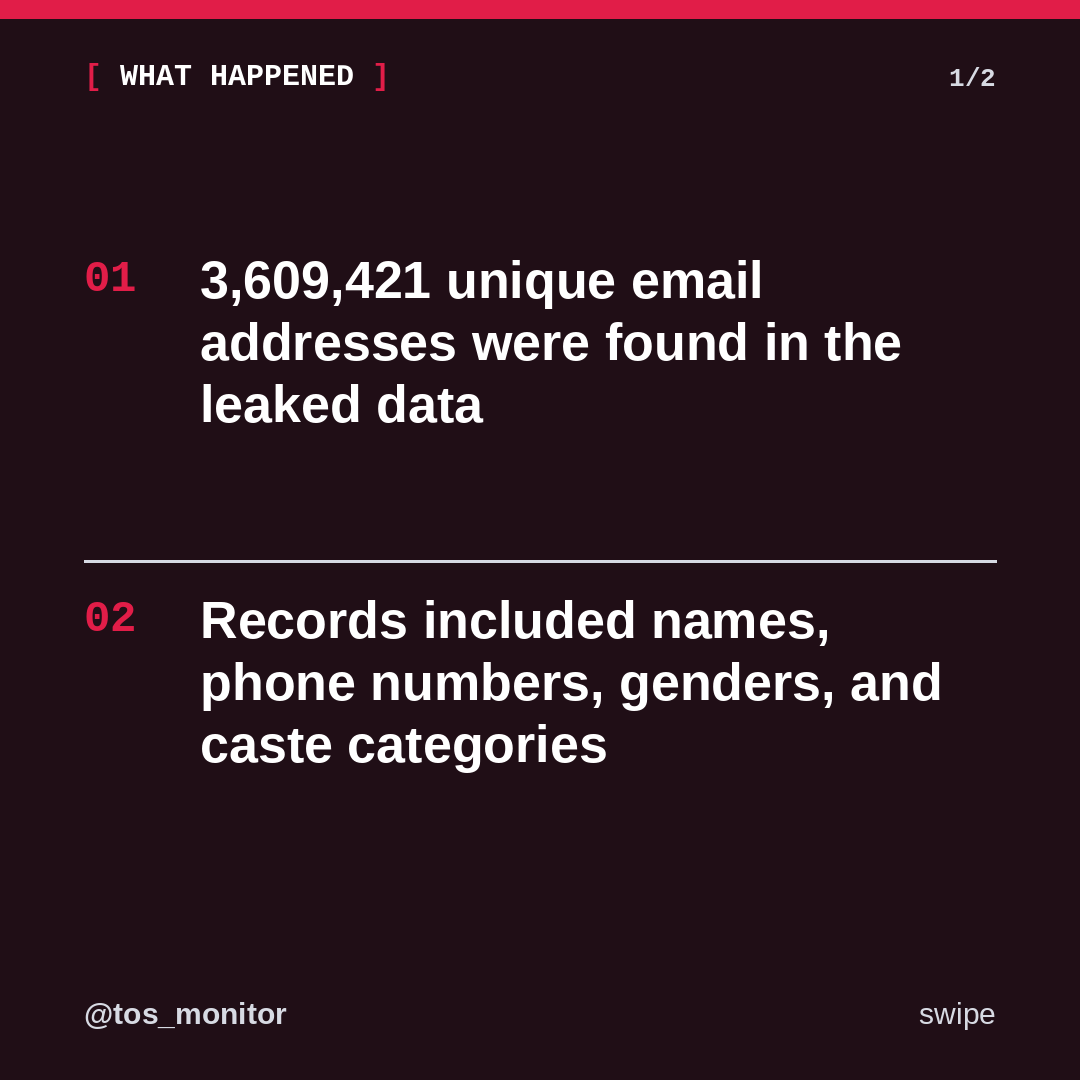 [ WHAT HAPPENED ]
1/2
01
3,609,421 unique email
addresses were found in the
leaked data
02
Records included names,
phone numbers, genders, and
caste categories
@tos_monitor
swipe